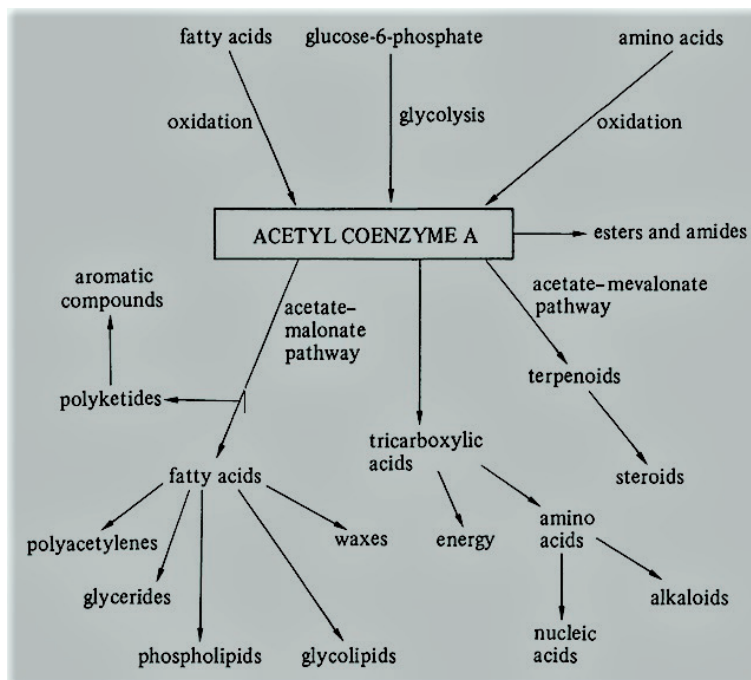 fatty acids
glucose-6-phosphate
amino acids
oxidation
glycolysis
oxidation
ACETYL COENZYME A
esters and amides
aromatic
compounds
acetate–
malonate
pathway
acetate–mevalonate
pathway
polyketides
terpenoids
tricarboxylic
acids
fatty acids
steroids
polyacetylenes
waxes
energy
amino
acids
glycerides
alkaloids
phospholipids
glycolipids
nucleic
acids